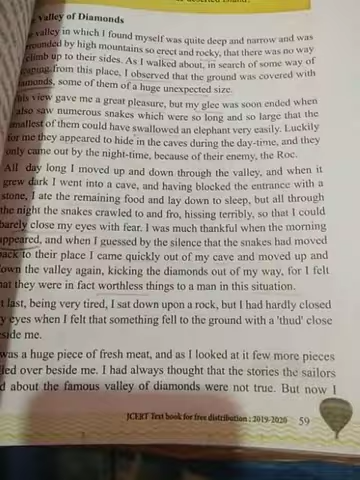 Valley of Diamonds
valley in which I found myself was quite deep and narrow and was
rounded by high mountains so erect and rocky, that there was no way
climb up to their sides. As I walked about, in search of some way of
from this place, I observed that the ground was covered with
some of them of a huge unexpected size.
view gave me a great pleasure, but my glee was soon ended when
also saw numerous snakes which were so long and so large that the
smallest of them could have swallowed an elephant very easily. Luckily
for me they appeared to hide in the caves during the day-time, and they
only came out by the night-time, because of their enemy, the Roc.
All day long I moved up and down through the valley, and when it
grew dark I went into a cave, and having blocked the entrance with a
stone, I ate the remaining food and lay down to sleep, but all through
the night the snakes crawled to and fro, hissing terribly, so that I could
barely close my eyes with fear. I was much thankful when the morning
appeared, and when I guessed by the silence that the snakes had moved
back to their place I came quickly out of my cave and moved up and
own the valley again, kicking the diamonds out of my way, for I felt
at they were in fact worthless things to a man in this situation.
t last, being very tired, I sat down upon a rock, but I had hardly closed
y eyes when I felt that something fell to the ground with a 'thud' close
side me.
was a huge piece of fresh meat, and as I looked at it few more pieces
led over beside me. I had always thought that the stories the sailors
d about the famous valley of diamonds were not true. But now I
JCERT Text book for free distribution : 2019-2020 59